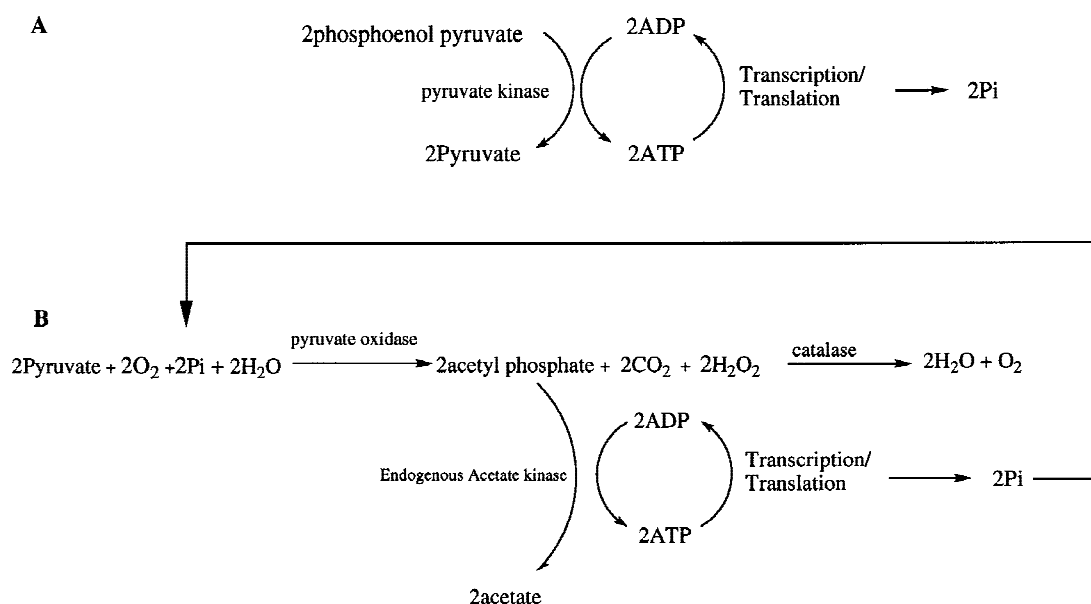 A
2phosphoenol pyruvate
2ADP
pyruvate kinase
Transcription/
Translation
2Pi
2Pyruvate
2ATP
B
2Pyruvate + 2O₂ +2Pi + 2H₂O
pyruvate oxidase
2acetyl phosphate + 2CO₂ + 2H₂O₂
catalase
2H₂O + O₂
2ADP
Endogenous Acetate kinase
Transcription/
Translation
2Pi
2ATP
2acetate